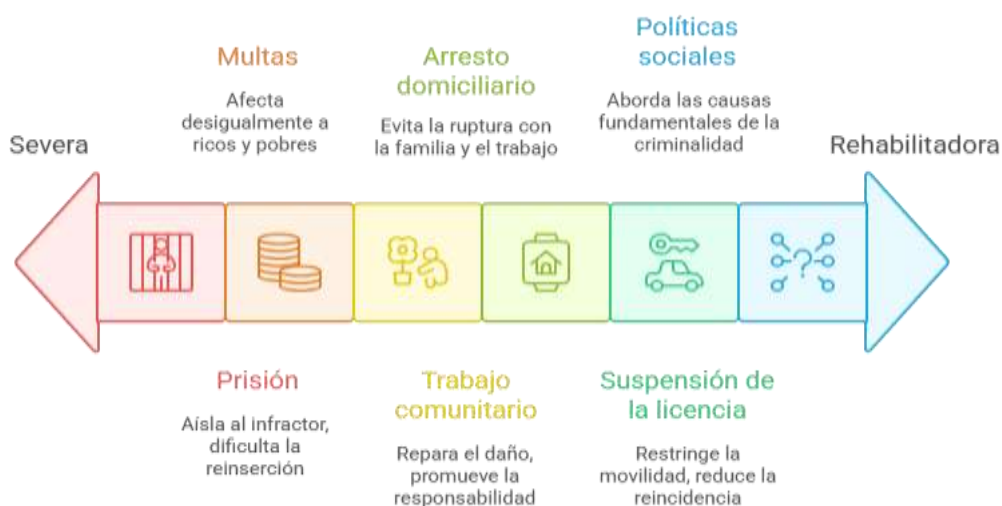 Severa
Multas
Afecta
desigualmente a
ricos y pobres
Arresto
domiciliario
Evita la ruptura con
la familia y el trabajo
Políticas
sociales
Aborda las causas
fundamentales de la
criminalidad
Rehabilitadora
?
Prisión
Aísla al infractor,
dificulta la
reinserción
Trabajo
comunitario
Repara el daño,
promueve la
responsabilidad
Suspensión de
la licencia
Restringe la
movilidad, reduce la
reincidencia